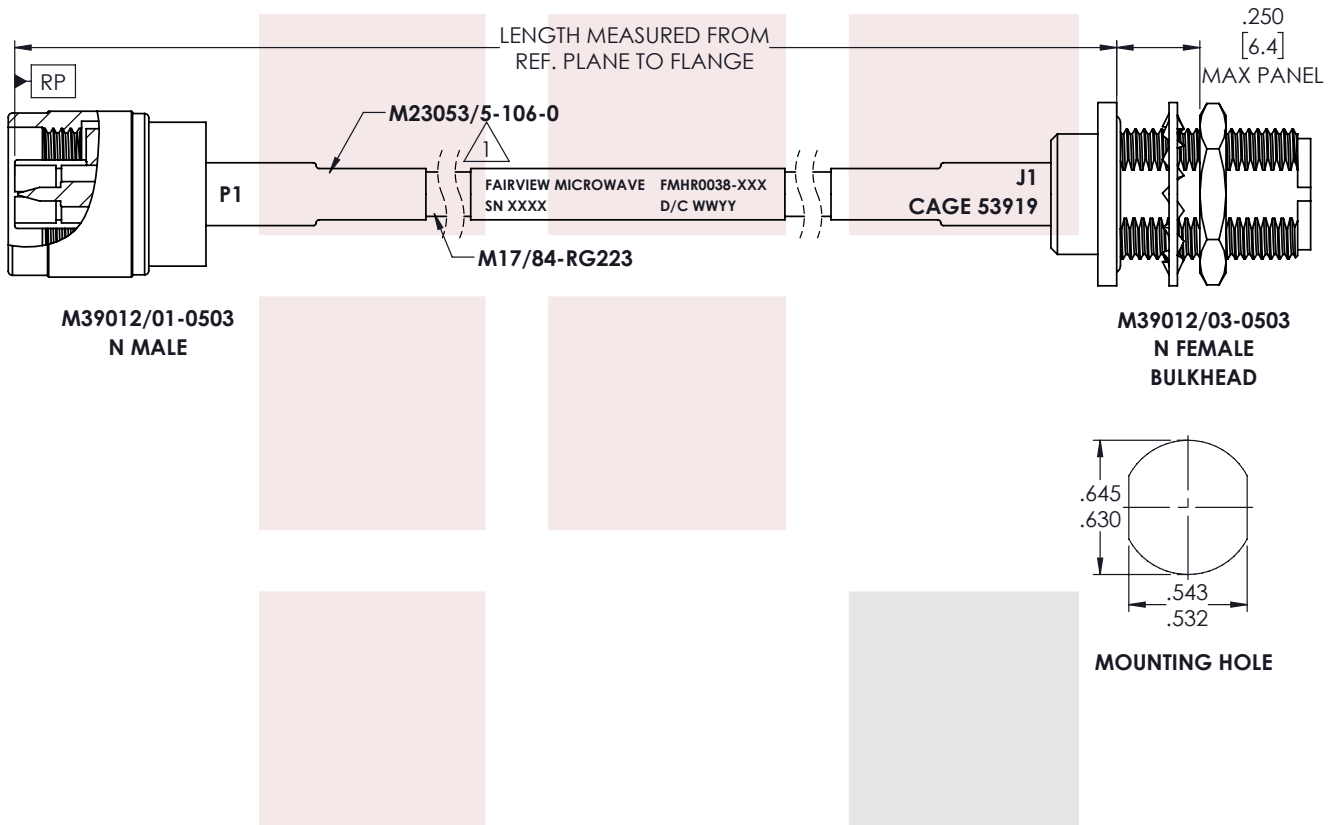 .250
[6.4]
MAX PANEL
LENGTH MEASURED FROM
REF. PLANE TO FLANGE
RP
M23053/5-106-0
1
P1
FAIRVIEW MICROWAVE FMHR0038-XXX
SN XXXX D/C WWYY
J1
CAGE 53919
M17/84-RG223
M39012/01-0503
N MALE
M39012/03-0503
N FEMALE
BULKHEAD
.645
.630
.543
.532
MOUNTING HOLE